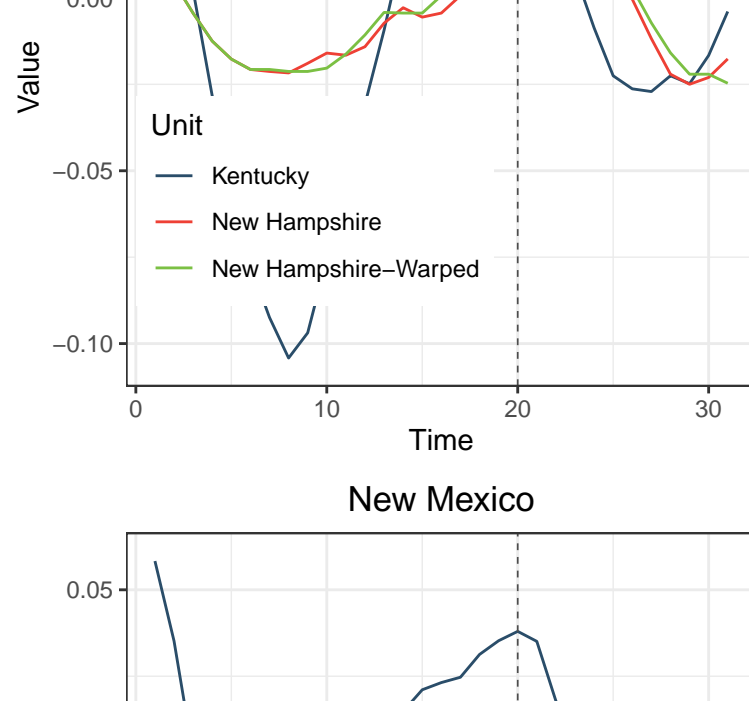 0.00
Value
Unit
Kentucky
−0.05
New Hampshire
New Hampshire−Warped
−0.10
0 10 20 30
Time
New Mexico
0.05